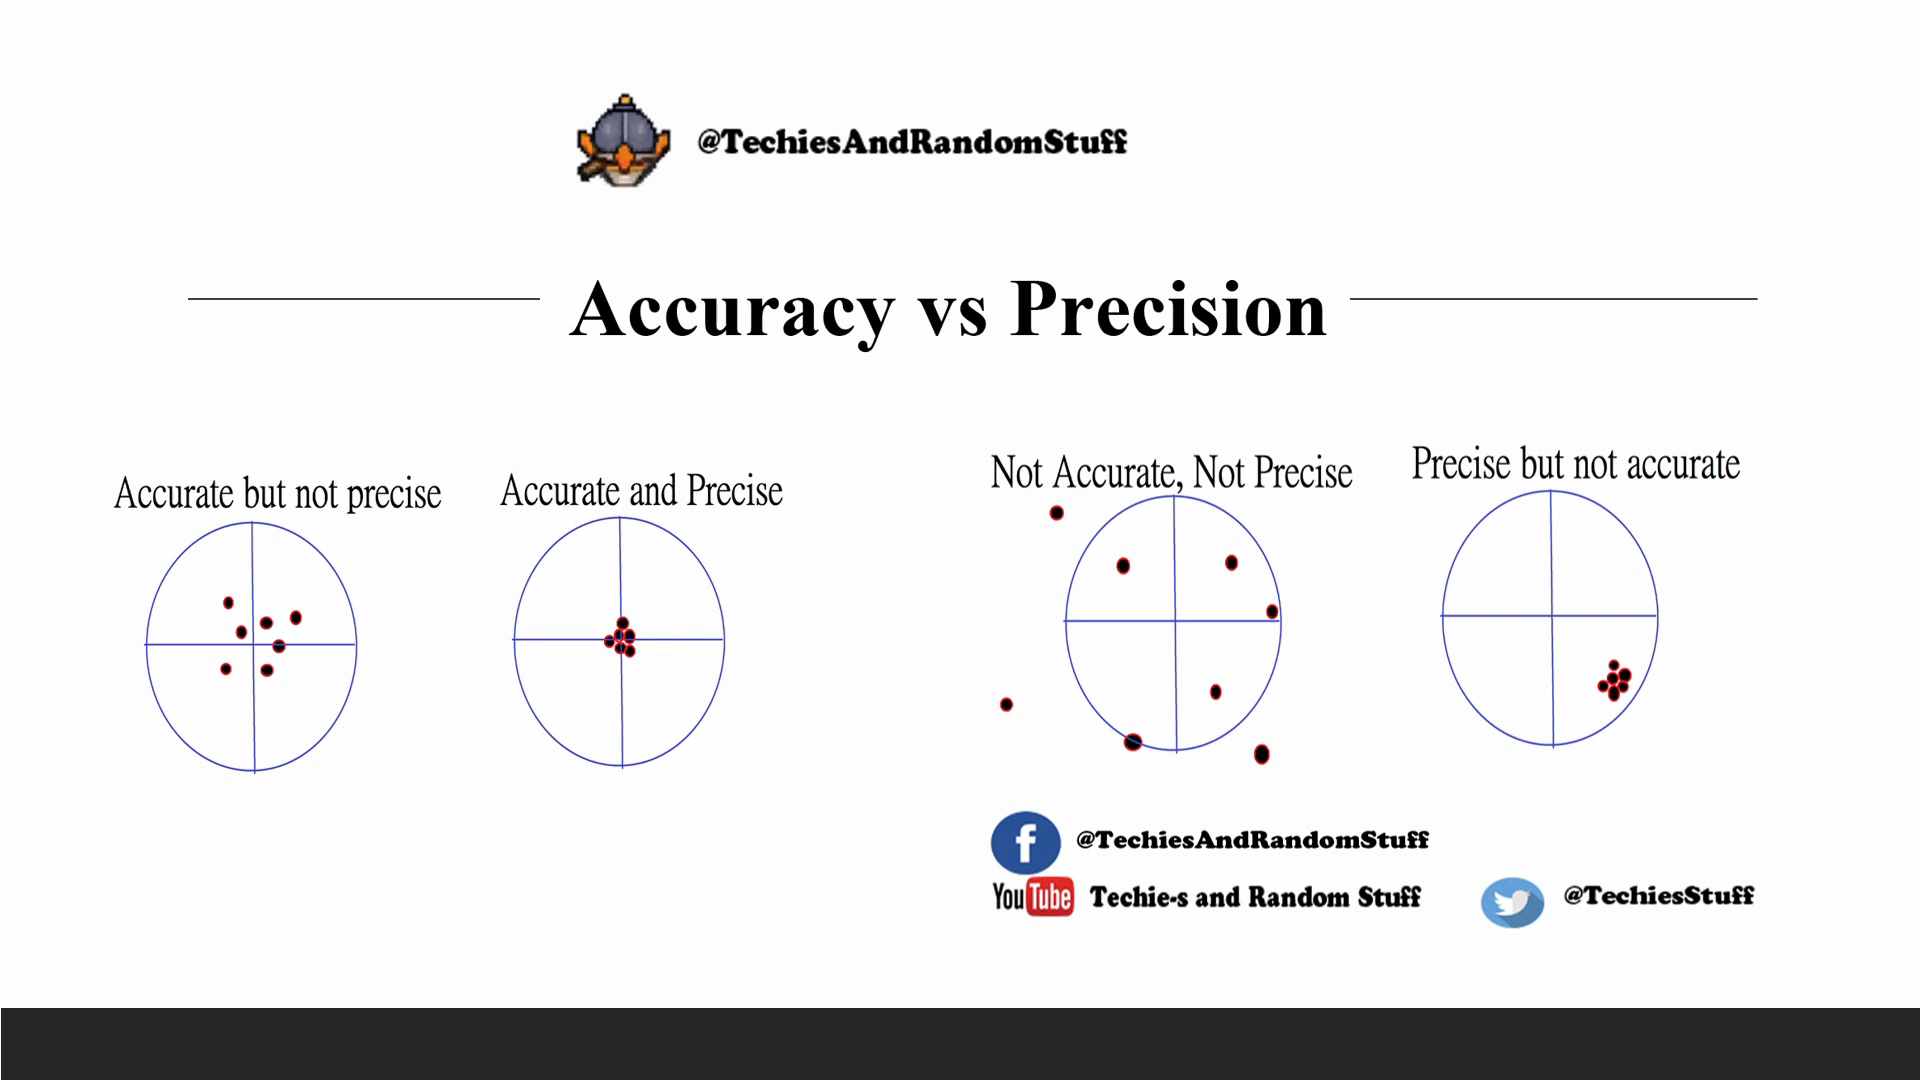 @TechiesAndRandomStuff
Accuracy vs Precision
Accurate but not precise
Accurate and Precise
Not Accurate, Not Precise
Precise but not accurate
f
@TechiesAndRandomStuff
YouTube
Techie-s and Random Stuff
@TechiesStuff